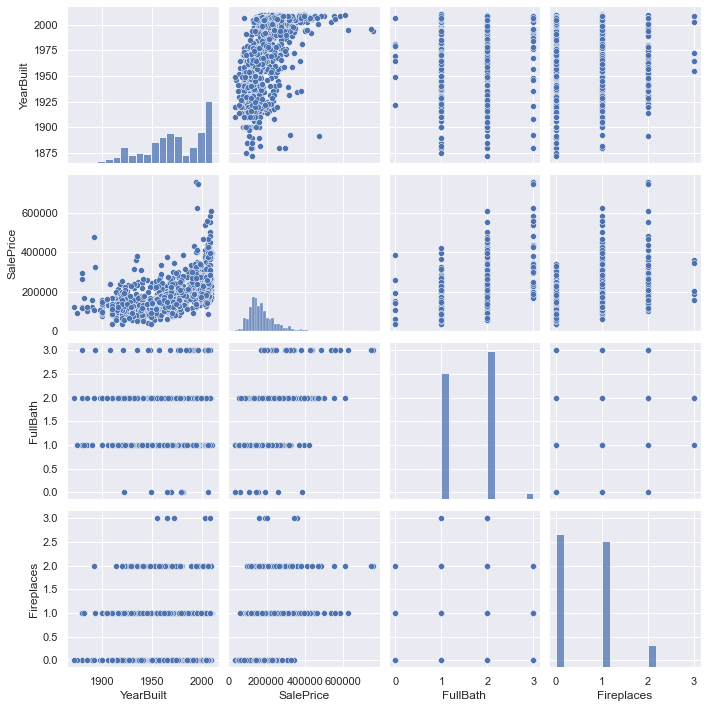 2000
1975
1950
1925
1900
1875
YearBuilt
600000
400000
200000
0
SalePrice
3.0
2.5
2.0
1.5
1.0
0.5
0.0
FullBath
3.0
2.5
2.0
1.5
1.0
0.5
0.0
Fireplaces
1900 1950 2000
YearBuilt
0 200000 400000 600000
SalePrice
0 1 2 3
FullBath
0 1 2 3
Fireplaces